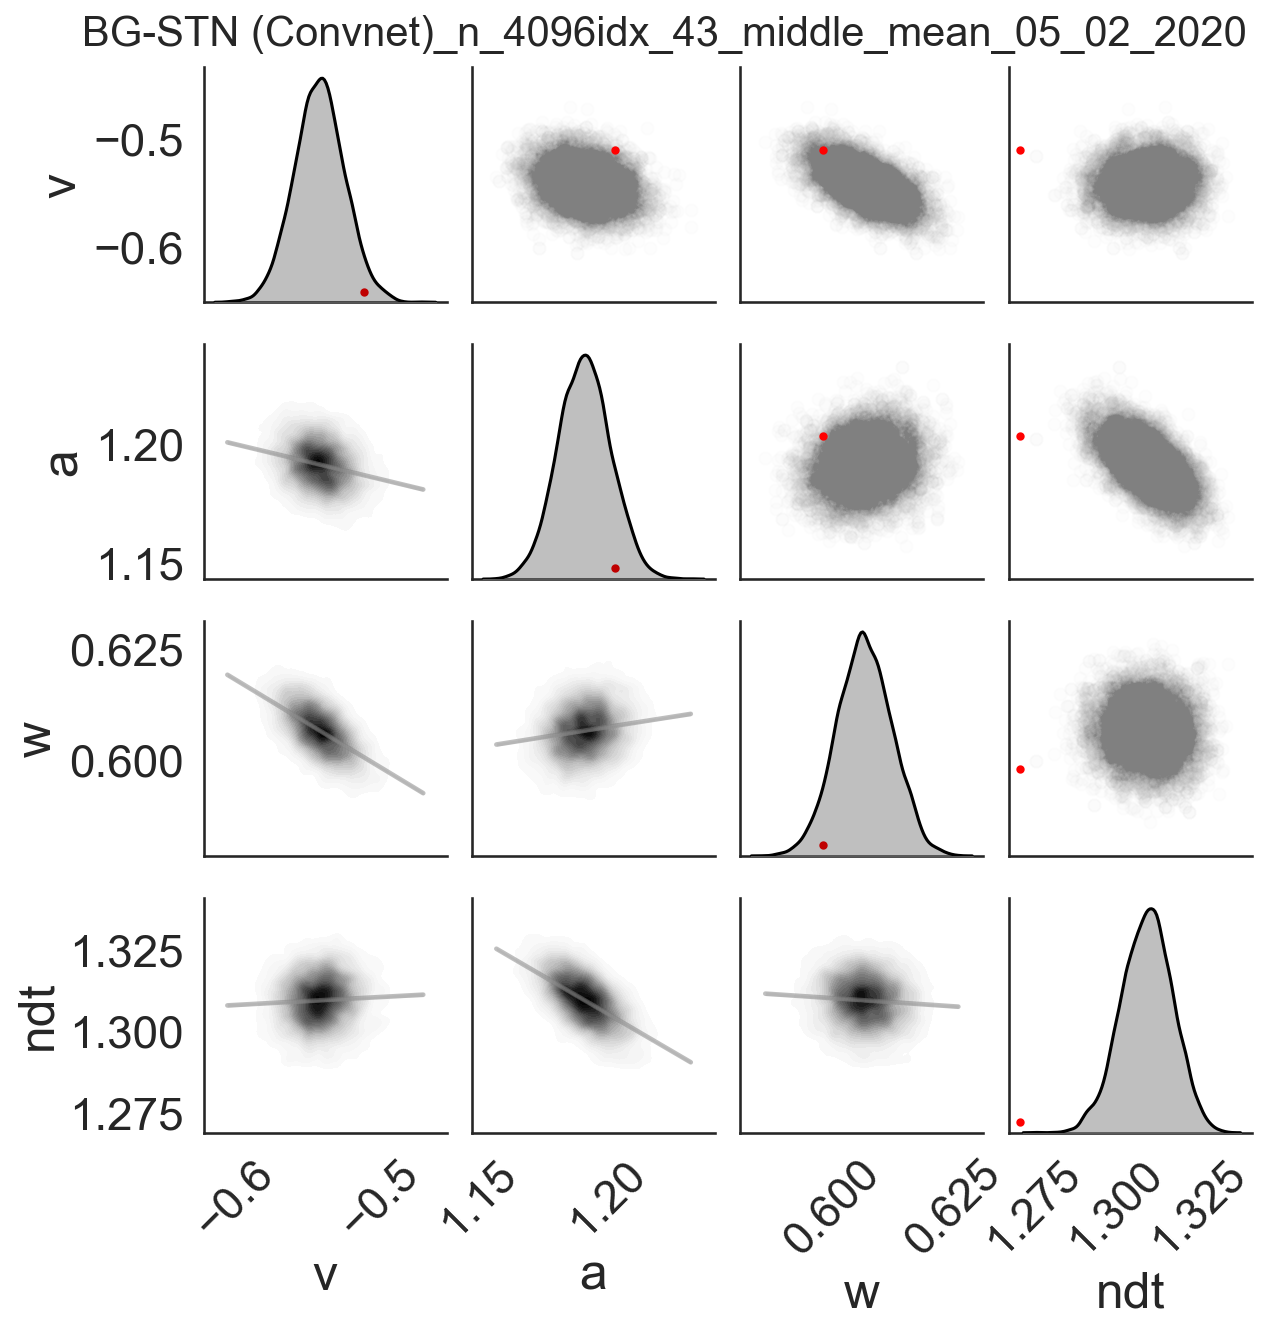 BG-STN (Convnet)_n_4096idx_43_middle_mean_05_02_2020
v
−0.5
−0.6
a
1.20
1.15
w
0.625
0.600
ndt
1.325
1.300
1.275
−0.6 −0.5 1.15 1.20 0.600 0.625 1.275 1.300 1.325
v a w ndt